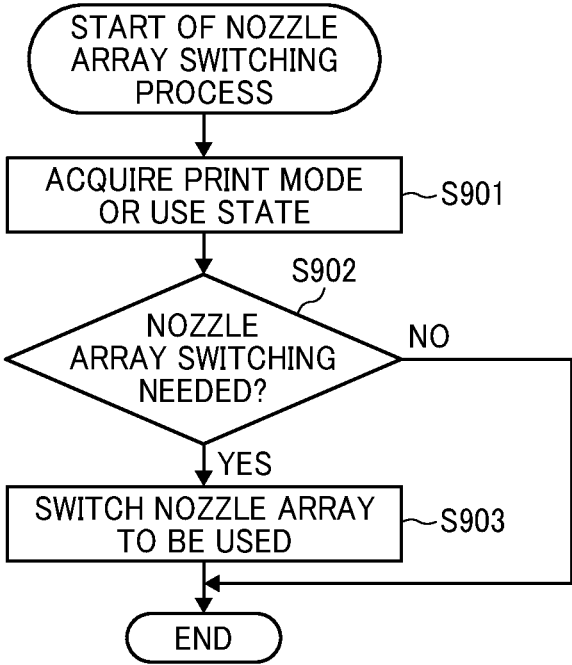 START OF NOZZLE
ARRAY SWITCHING
PROCESS
ACQUIRE PRINT MODE
OR USE STATE
S901
S902
NOZZLE
ARRAY SWITCHING
NEEDED?
NO
YES
SWITCH NOZZLE ARRAY
TO BE USED
S903
END